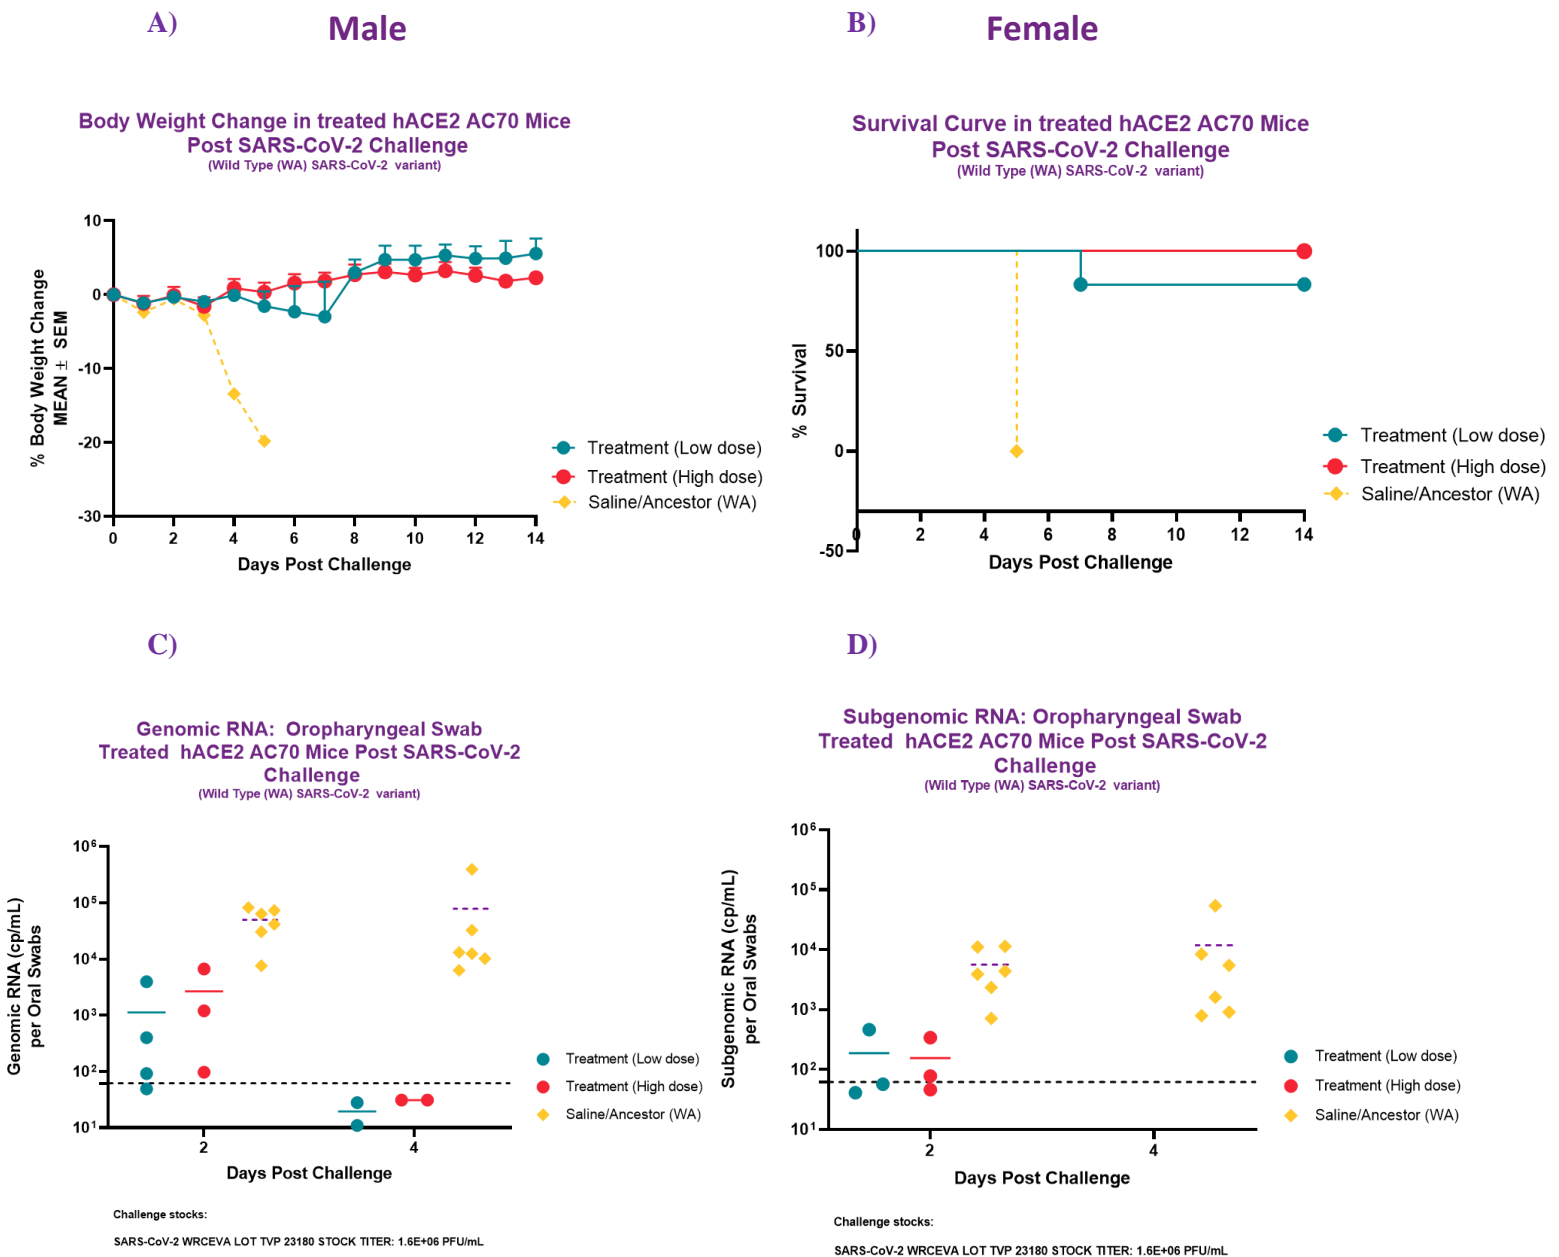 A)
Male
Body Weight Change in treated hACE2 AC70 Mice
Post SARS-CoV-2 Challenge
(Wild Type (WA) SARS-CoV-2 variant)
% Body Weight Change
MEAN ± SEM
10
0
-10
-20
-30
0 2 4 6 8 10 12 14
Days Post Challenge
Treatment (Low dose)
Treatment (High dose)
Saline/Ancestor (WA)
B)
Female
Survival Curve in treated hACE2 AC70 Mice
Post SARS-CoV-2 Challenge
(Wild Type (WA) SARS-CoV-2 variant)
% Survival
100
50
0
-50
0 2 4 6 8 10 12 14
Days Post Challenge
Treatment (Low dose)
Treatment (High dose)
Saline/Ancestor (WA)
C)
Genomic RNA: Oropharyngeal Swab
Treated hACE2 AC70 Mice Post SARS-CoV-2
Challenge
(Wild Type (WA) SARS-CoV-2 variant)
Genomic RNA (cp/mL)
per Oral Swabs
10⁶
10⁵
10⁴
10³
10²
10¹
2 4
Days Post Challenge
Treatment (Low dose)
Treatment (High dose)
Saline/Ancestor (WA)
Challenge stocks:
SARS-CoV-2 WRCEVA LOT TVP 23180 STOCK TITER: 1.6E+06 PFU/mL
D)
Subgenomic RNA: Oropharyngeal Swab
Treated hACE2 AC70 Mice Post SARS-CoV-2
Challenge
(Wild Type (WA) SARS-CoV-2 variant)
Subgenomic RNA (cp/mL)
per Oral Swabs
10⁶
10⁵
10⁴
10³
10²
10¹
2 4
Days Post Challenge
Treatment (Low dose)
Treatment (High dose)
Saline/Ancestor (WA)
Challenge stocks:
SARS-CoV-2 WRCEVA LOT TVP 23180 STOCK TITER: 1.6E+06 PFU/mL